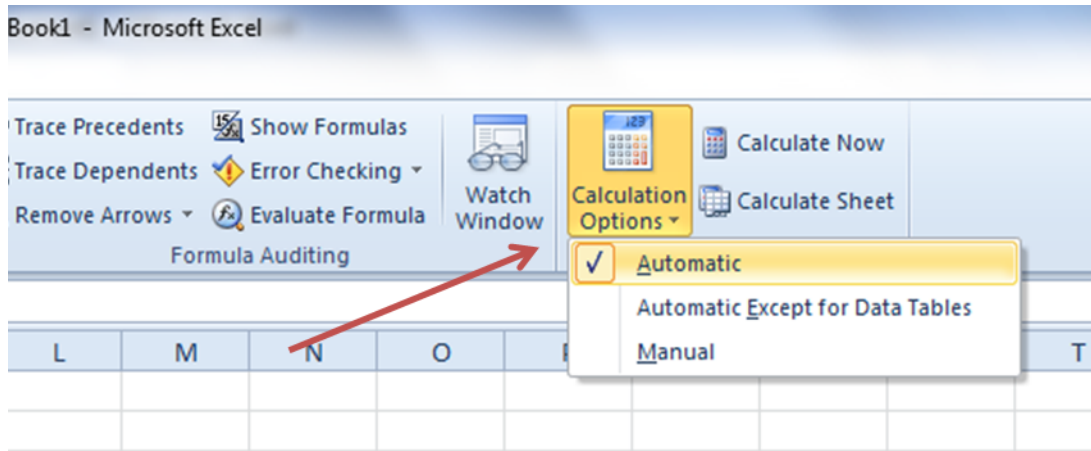 Book1 - Microsoft Excel
Trace Precedents
Show Formulas
Trace Dependents
Error Checking
Remove Arrows
Evaluate Formula
Formula Auditing
Watch
Window
Calculation
Options
Calculate Now
Calculate Sheet
Automatic
Automatic Except for Data Tables
Manual
L M N O T